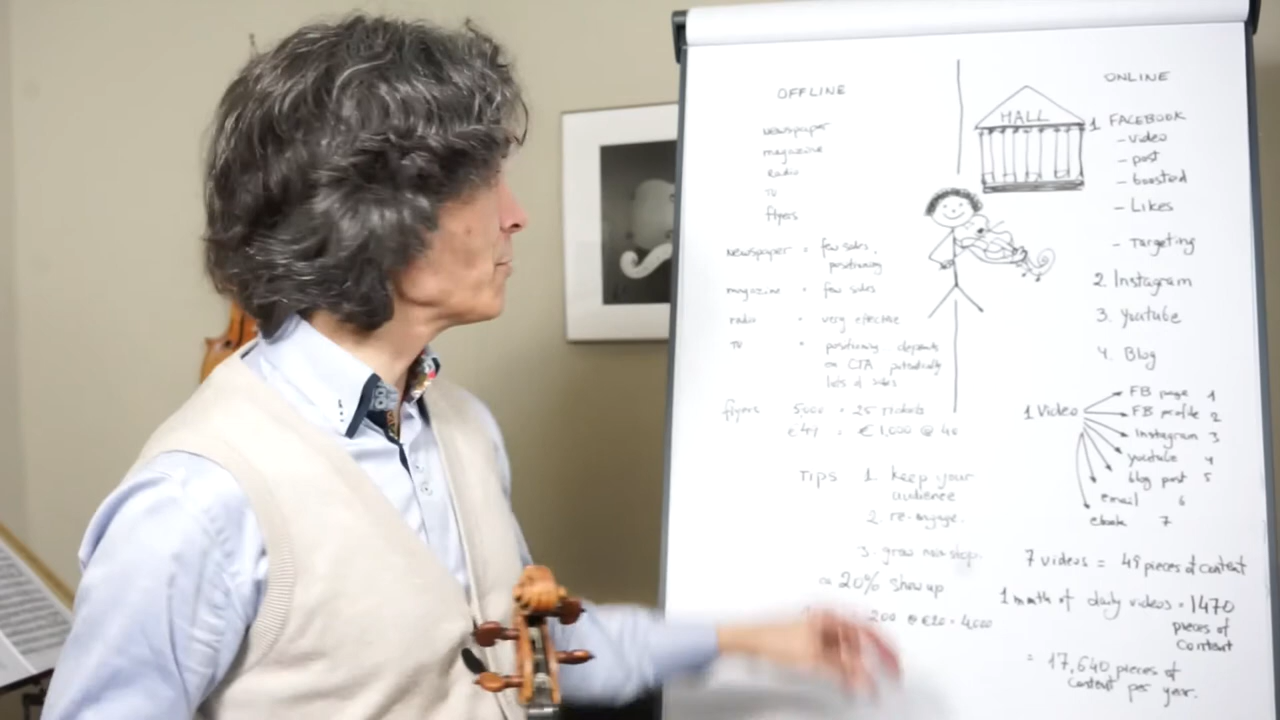 OFFLINE
newspaper
magazine
radio
TV
flyers
newspaper = few sales,
positioning
magazine = few sales
radio = very effective
TV = positioning depends
on CTA potentially
lots of sales
flyers 5,000 = 25 tickets
€ 1,000 @ 40
TIPS 1. keep your
audience
2. re-engage.
3. grow non stop.
ca 20% show up
200 @ €20 = 4,000
HALL
ONLINE
1 FACEBOOK
- video
- post
- boosted
- Likes
- Targeting
2 Instagram
3. Youtube
4. Blog
1 Video
FB page 1
FB profile 2
Instagram 3
youtube 4
blog post 5
email 6
ebook 7
7 videos = 49 pieces of content
1 month of daily videos = 1470
pieces of
content
= 17,640 pieces of
content per year.